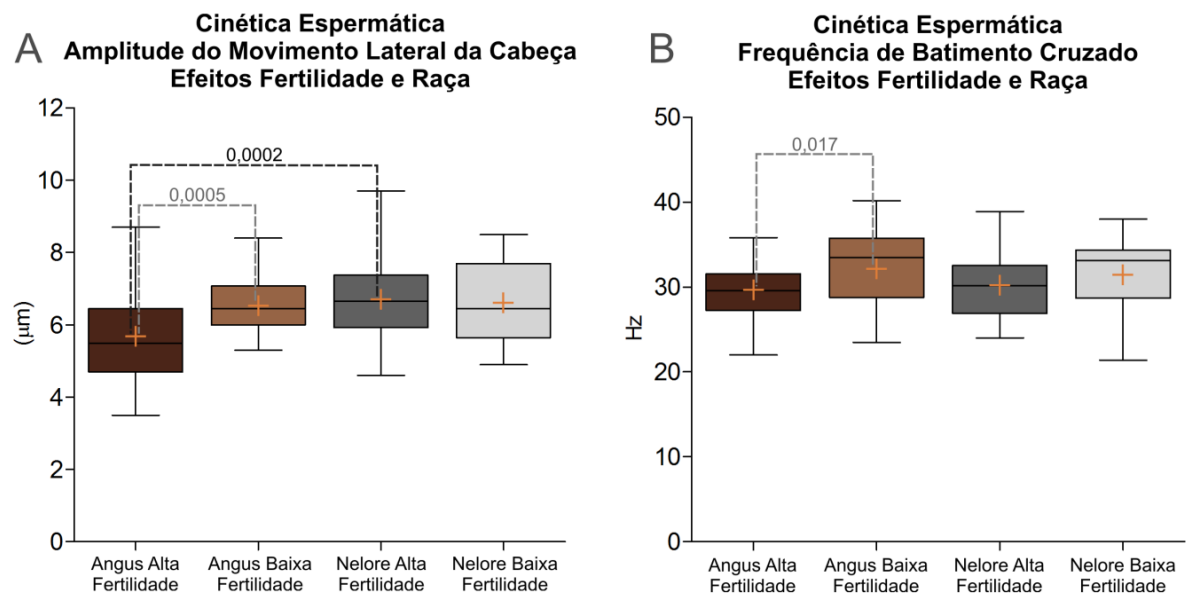 A
Cinética Espermática
Amplitude do Movimento Lateral da Cabeça
Efeitos Fertilidade e Raça
12
10
8
6
4
2
0
(µm)
0,0002
0,0005
Angus Alta
Fertilidade
Angus Baixa
Fertilidade
Nelore Alta
Fertilidade
Nelore Baixa
Fertilidade
B
Cinética Espermática
Frequência de Batimento Cruzado
Efeitos Fertilidade e Raça
50
40
30
20
10
0
Hz
0,017
Angus Alta
Fertilidade
Angus Baixa
Fertilidade
Nelore Alta
Fertilidade
Nelore Baixa
Fertilidade